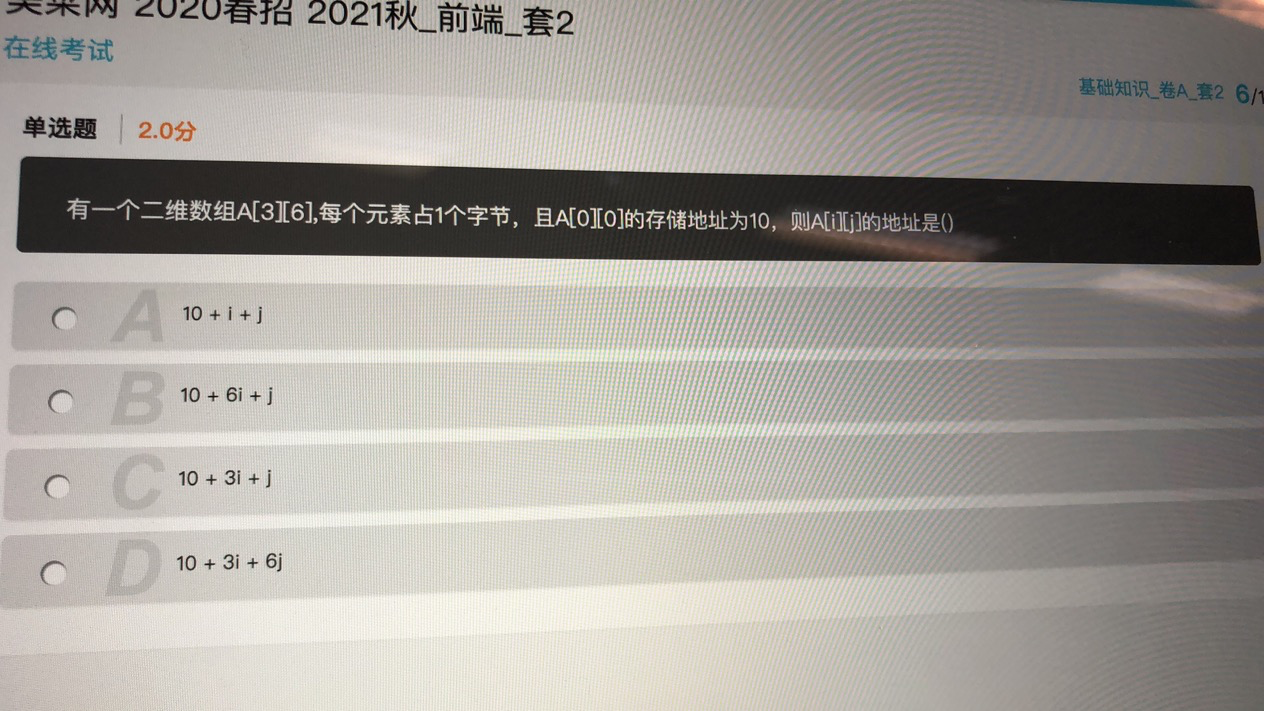 2020春招 2021秋_前端_套2
在线考试
基础知识_卷A_套2 6/1
单选题 2.0分
有一个二维数组A[3][6],每个元素占1个字节，且A[0][0]的存储地址为10，则A[i][j]的地址是()
A 10 + i + j
B 10 + 6i + j
C 10 + 3i + j
D 10 + 3i + 6j